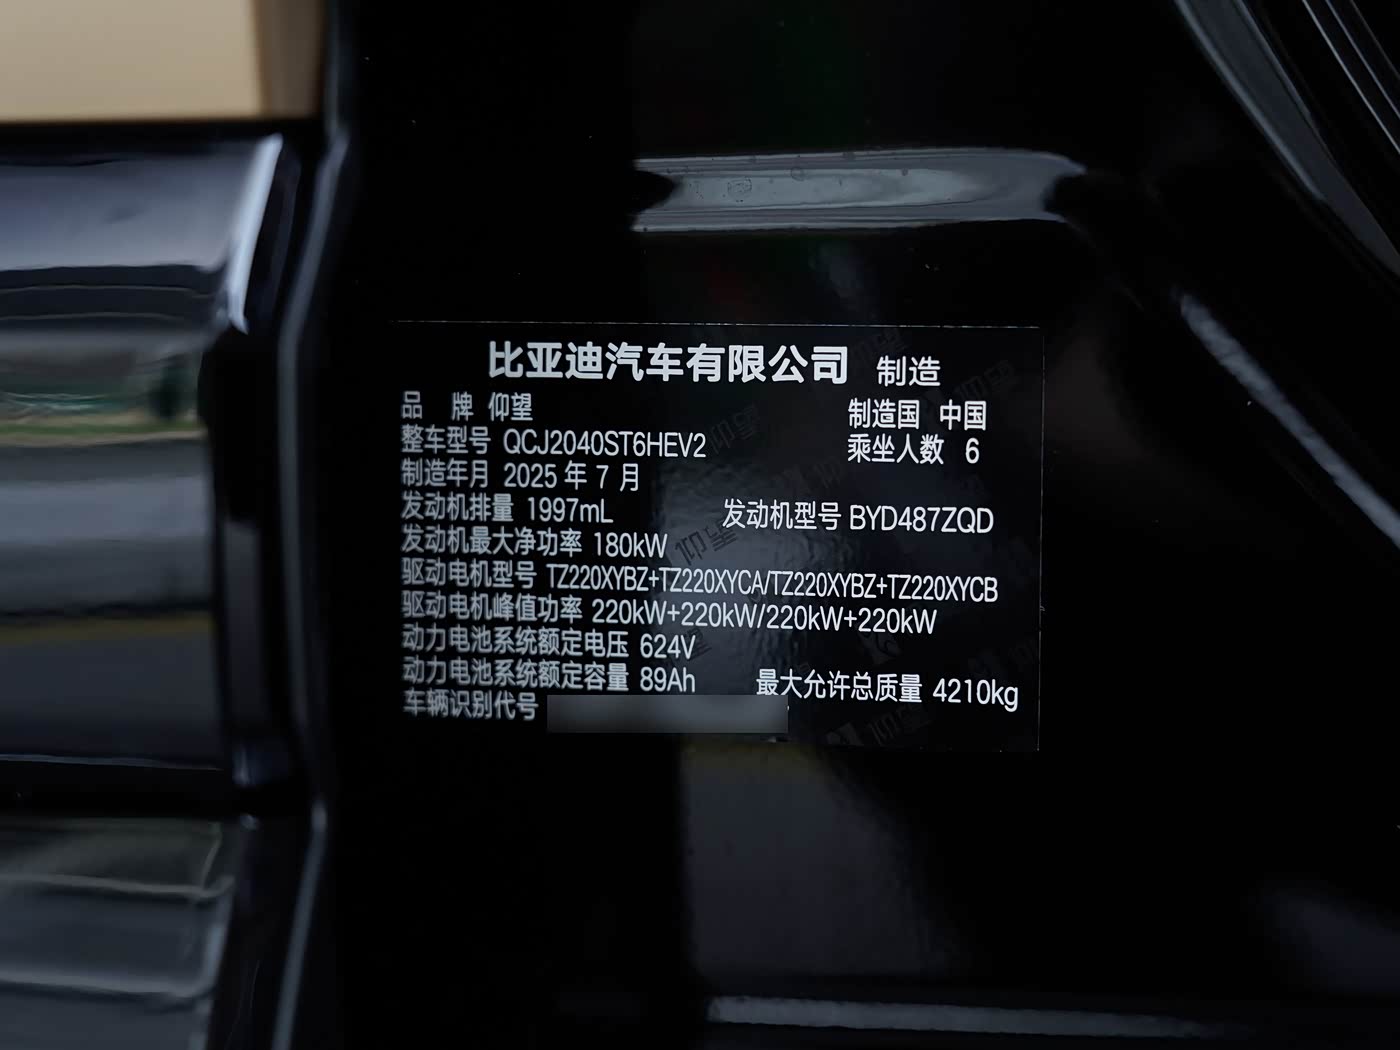 比亚迪汽车有限公司 制造
品 牌 仰望 制造国 中国
整车型号 QCJ2040ST6HEV2 乘坐人数 6
制造年月 2025 年 7 月
发动机排量 1997mL 发动机型号 BYD487ZQD
发动机最大净功率 180kW
驱动电机型号 TZ220XYBZ+TZ220XYCA/TZ220XYBZ+TZ220XYCB
驱动电机峰值功率 220kW+220kW/220kW+220kW
动力电池系统额定电压 624V
动力电池系统额定容量 89Ah 最大允许总质量 4210kg
车辆识别代号